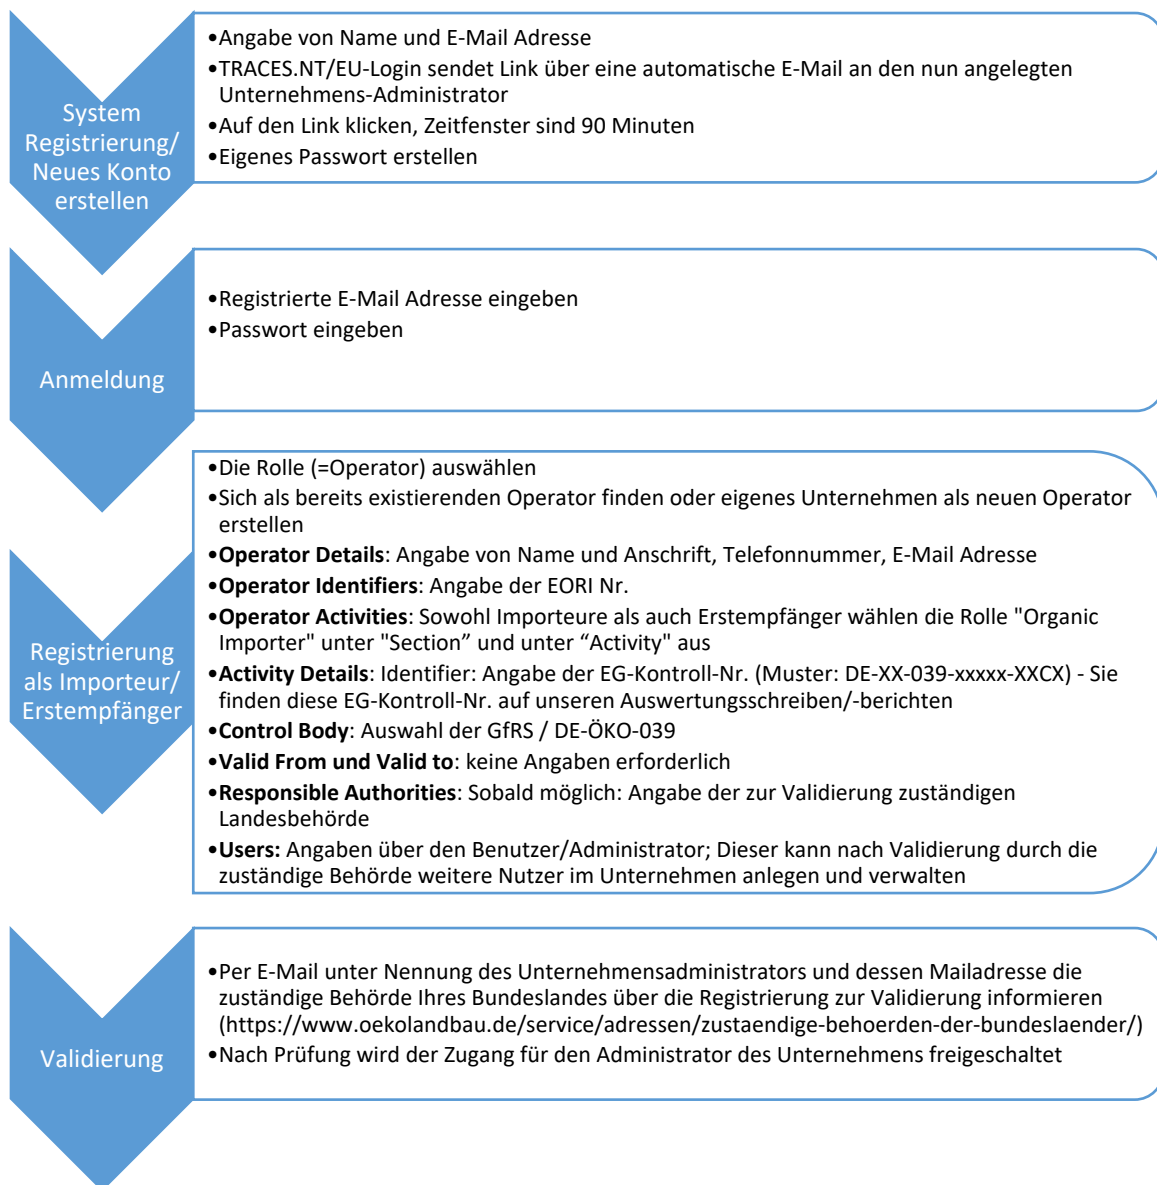 System
Registrierung/
Neues Konto
erstellen
•Angabe von Name und E-Mail Adresse
•TRACES.NT/EU-Login sendet Link über eine automatische E-Mail an den nun angelegten
Unternehmens-Administrator
•Auf den Link klicken, Zeitfenster sind 90 Minuten
•Eigenes Passwort erstellen
Anmeldung
•Registrierte E-Mail Adresse eingeben
•Passwort eingeben
Registrierung
als Importeur/
Erstempfänger
•Die Rolle (=Operator) auswählen
•Sich als bereits existierenden Operator finden oder eigenes Unternehmen als neuen Operator
erstellen
•Operator Details: Angabe von Name und Anschrift, Telefonnummer, E-Mail Adresse
•Operator Identifiers: Angabe der EORI Nr.
•Operator Activities: Sowohl Importeure als auch Erstempfänger wählen die Rolle "Organic
Importer" unter "Section” und unter “Activity" aus
•Activity Details: Identifier: Angabe der EG-Kontroll-Nr. (Muster: DE-XX-039-xxxxx-XXCX) - Sie
finden diese EG-Kontroll-Nr. auf unseren Auswertungsschreiben/-berichten
•Control Body: Auswahl der GfRS / DE-ÖKO-039
•Valid From und Valid to: keine Angaben erforderlich
•Responsible Authorities: Sobald möglich: Angabe der zur Validierung zuständigen
Landesbehörde
•Users: Angaben über den Benutzer/Administrator; Dieser kann nach Validierung durch die
zuständige Behörde weitere Nutzer im Unternehmen anlegen und verwalten
Validierung
•Per E-Mail unter Nennung des Unternehmensadministrators und dessen Mailadresse die
zuständige Behörde Ihres Bundeslandes über die Registrierung zur Validierung informieren
(https://www.oekolandbau.de/service/adressen/zustaendige-behoerden-der-bundeslaender/)
•Nach Prüfung wird der Zugang für den Administrator des Unternehmens freigeschaltet